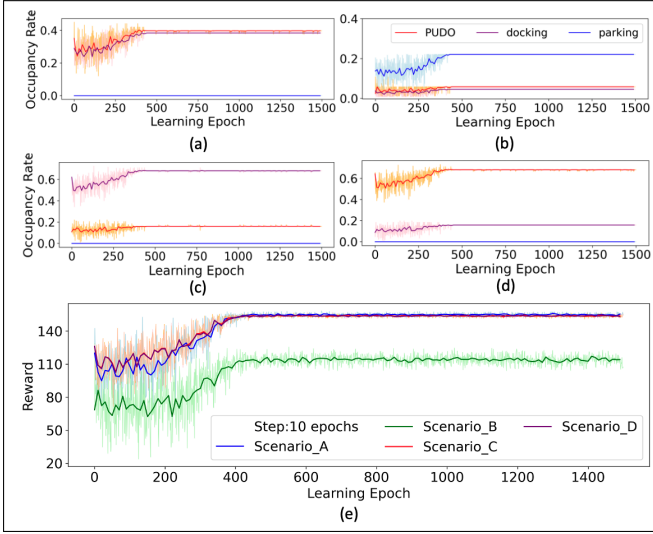 0.4
0.2
0.0
Occupancy Rate
0 250 500 750 1000 1250 1500
Learning Epoch
(a)
0.4
0.2
0.0
Occupancy Rate
PUDO docking parking
0 250 500 750 1000 1250 1500
Learning Epoch
(b)
0.6
0.4
0.2
0.0
Occupancy Rate
0 250 500 750 1000 1250 1500
Learning Epoch
(c)
0.6
0.4
0.2
0.0
Occupancy Rate
0 250 500 750 1000 1250 1500
Learning Epoch
(d)
140
110
80
50
20
Reward
Step:10 epochs Scenario_B Scenario_D
Scenario_A Scenario_C
0 200 400 600 800 1000 1200 1400
Learning Epoch
(e)